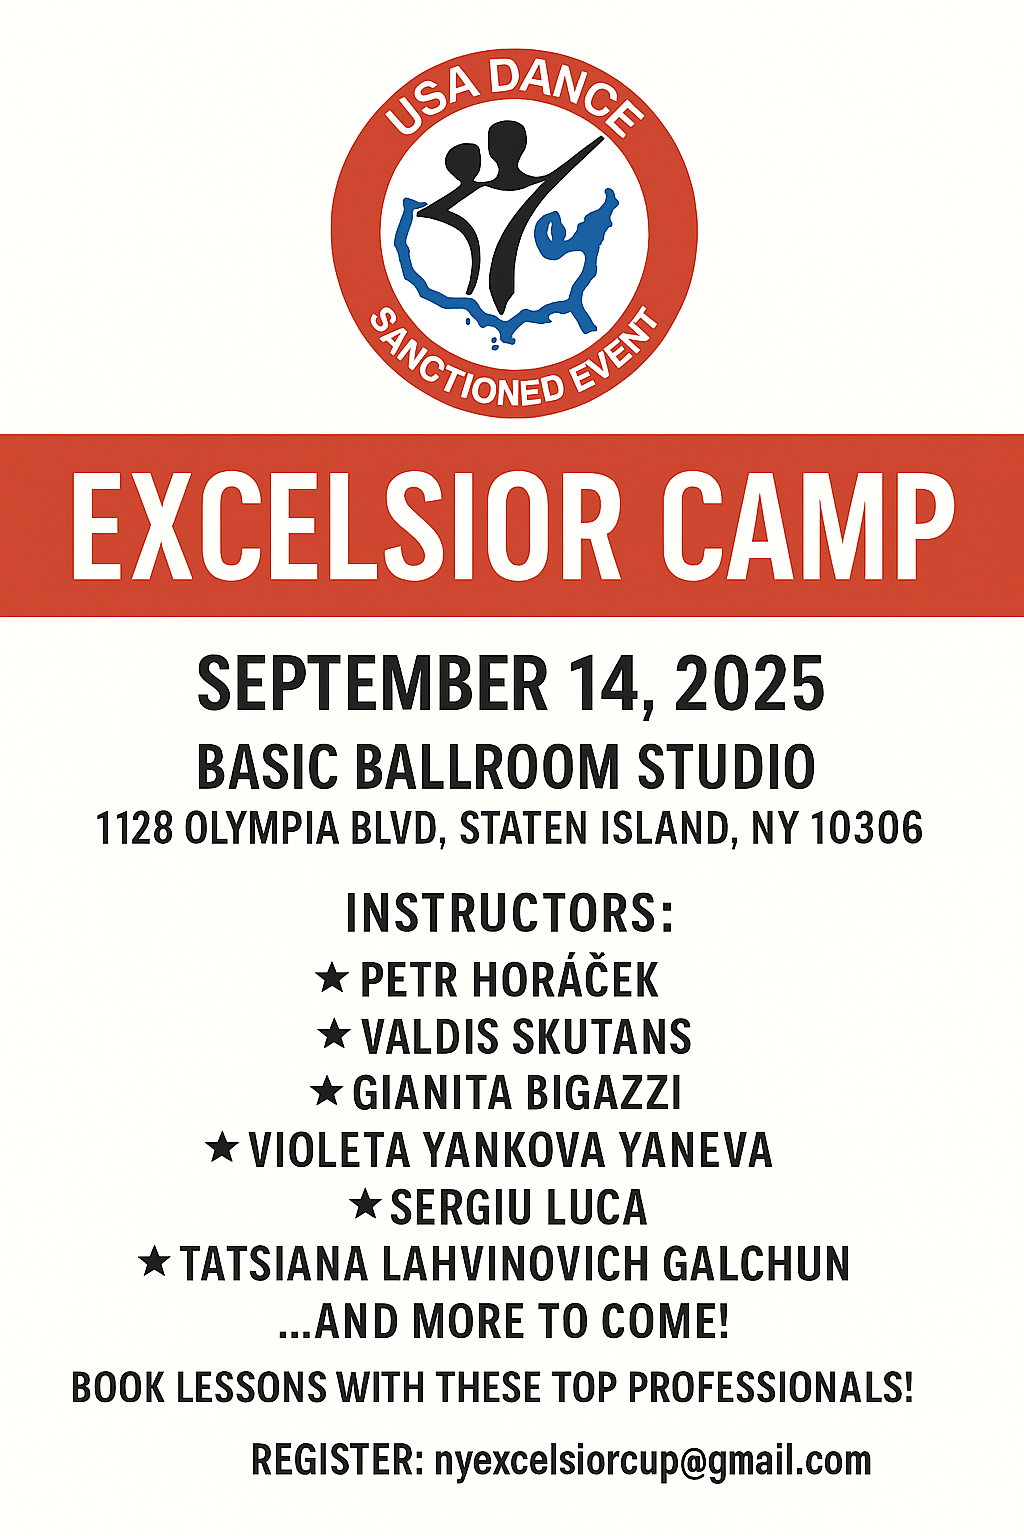 USA DANCE
SANCTIONED EVENT
EXCELSIOR CAMP
SEPTEMBER 14, 2025
BASIC BALLROOM STUDIO
1128 OLYMPIA BLVD, STATEN ISLAND, NY 10306
INSTRUCTORS:
★ PETR HORÁČEK
★ VALDIS SKUTANS
★ GIANITA BIGAZZI
★ VIOLETA YANKOVA YANEVA
★ SERGIU LUCA
★ TATSIANA LAHVINOVICH GALCHUN
...AND MORE TO COME!
BOOK LESSONS WITH THESE TOP PROFESSIONALS!
REGISTER: nyexcelsiorcup@gmail.com